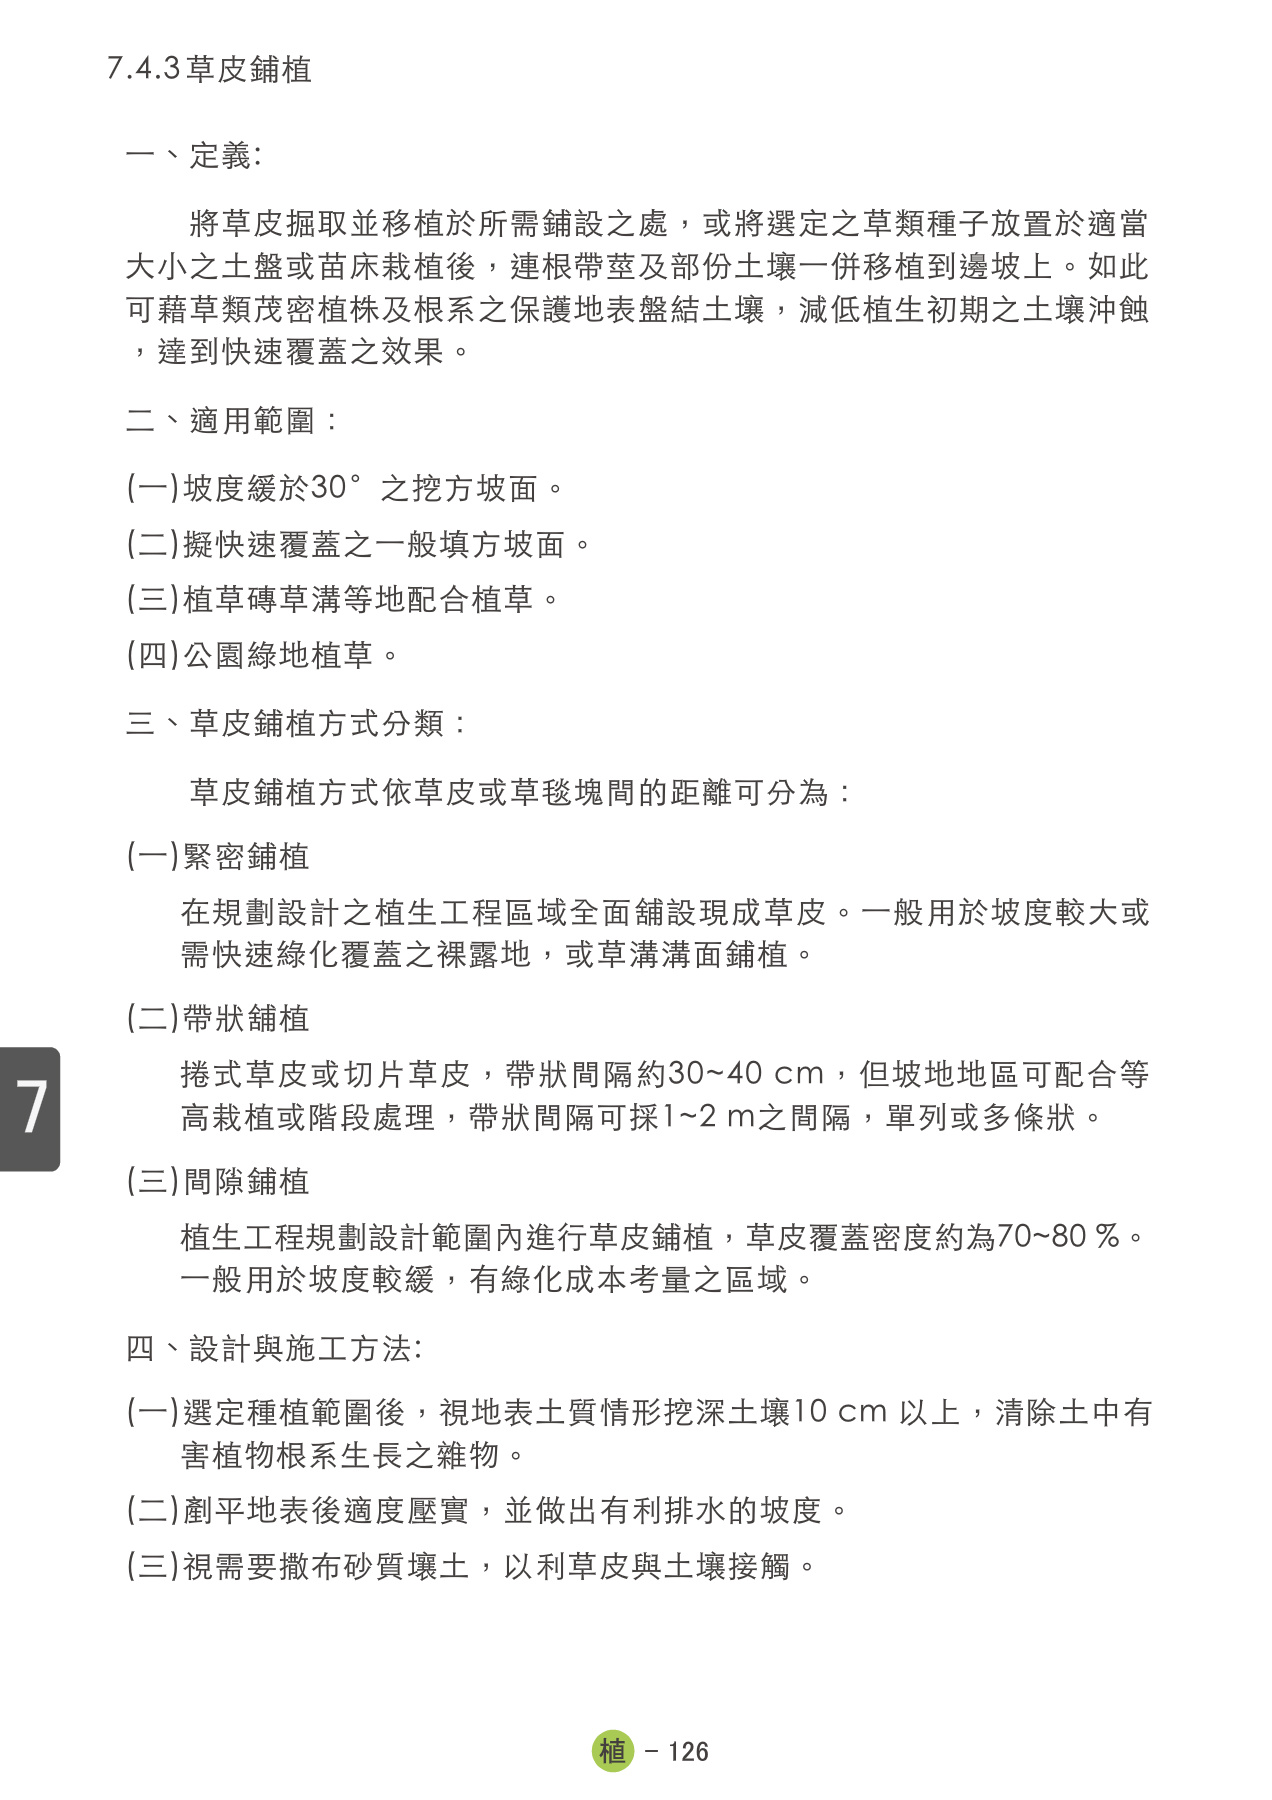 7.4.3草皮鋪植
一、定義:
將草皮掘取並移植於所需鋪設之處，或將選定之草類種子放置於適當
大小之土盤或苗床栽植後，連根帶莖及部份土壤一併移植到邊坡上。如此
可藉草類茂密植株及根系之保護地表盤結土壤，減低植生初期之土壤沖蝕
，達到快速覆蓋之效果。
二、適用範圍：
(一)坡度緩於30°之挖方坡面。
(二)擬快速覆蓋之一般填方坡面。
(三)植草磚草溝等地配合植草。
(四)公園綠地植草。
三、草皮鋪植方式分類：
草皮鋪植方式依草皮或草毯塊間的距離可分為：
(一)緊密鋪植
在規劃設計之植生工程區域全面舖設現成草皮。一般用於坡度較大或
需快速綠化覆蓋之裸露地，或草溝溝面鋪植。
(二)帶狀舖植
捲式草皮或切片草皮，帶狀間隔約30~40 cm，但坡地地區可配合等
高栽植或階段處理，帶狀間隔可採1~2 m之間隔，單列或多條狀。
(三)間隙鋪植
植生工程規劃設計範圍內進行草皮鋪植，草皮覆蓋密度約為70~80 %。
一般用於坡度較緩，有綠化成本考量之區域。
四、設計與施工方法:
(一)選定種植範圍後，視地表土質情形挖深土壤10 cm 以上，清除土中有
害植物根系生長之雜物。
(二)剷平地表後適度壓實，並做出有利排水的坡度。
(三)視需要撒布砂質壤土，以利草皮與土壤接觸。
7
植 - 126